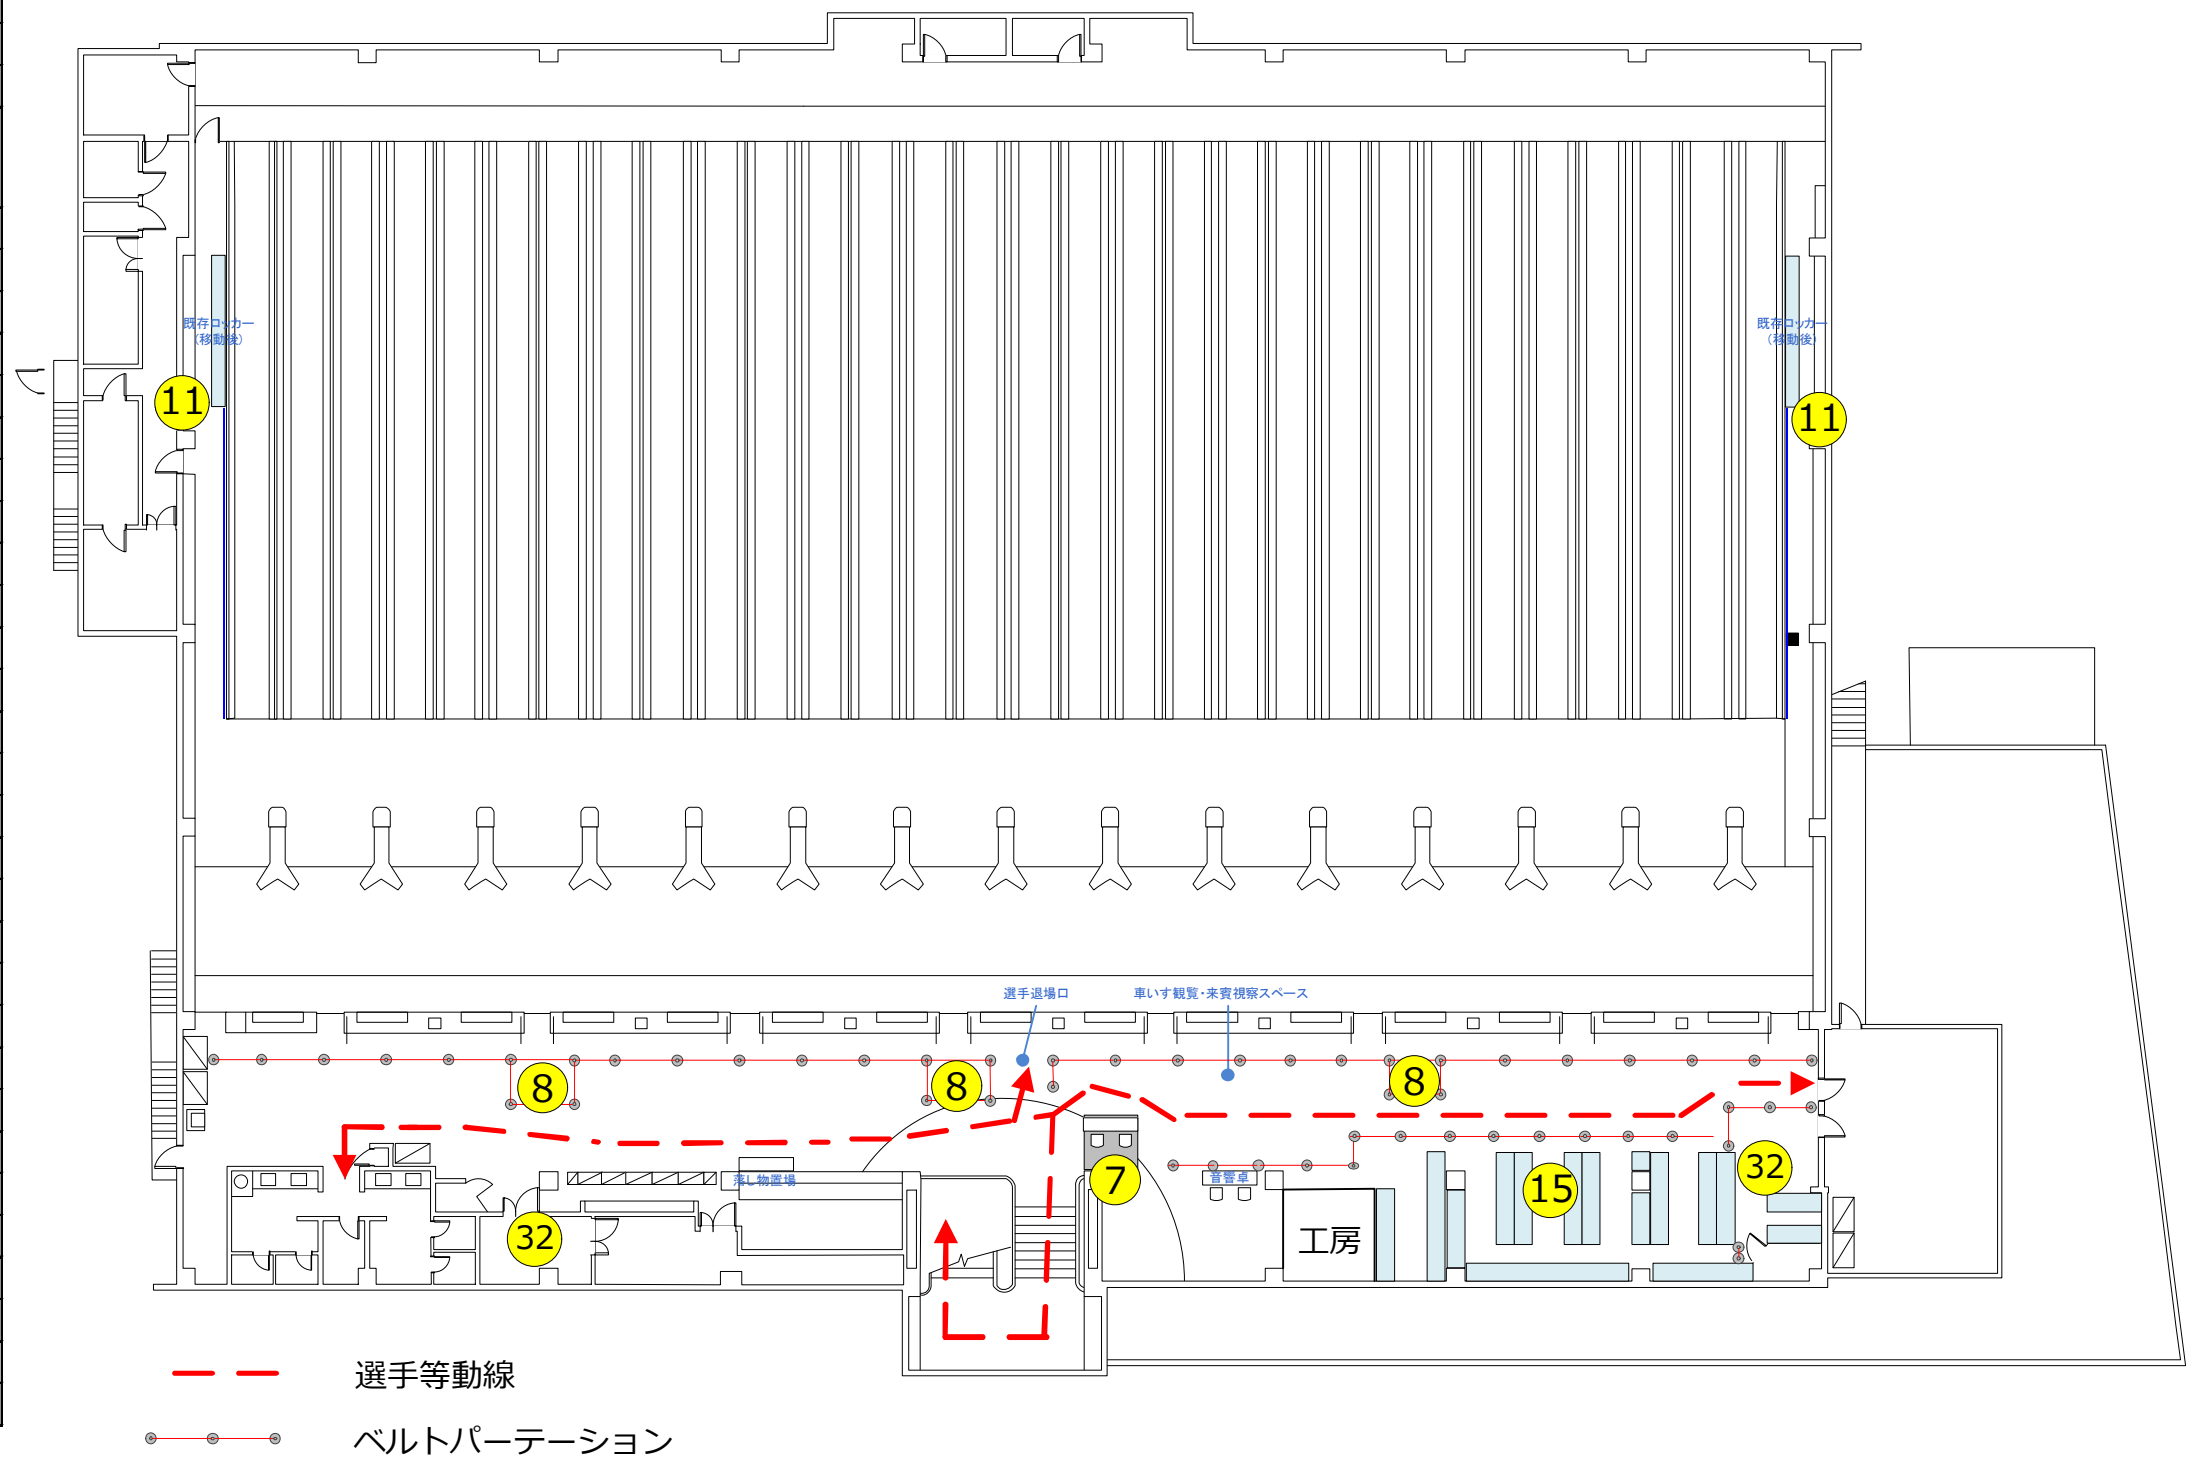 既存ロッカー
（移動後）
既存ロッカー
（移動後）
11
11
選手退場口
車いす観覧・来賓視察スペース
8
8
8
落し物置場
7
音響卓
15
32
32
工房
選手等動線
ベルトパーテーション